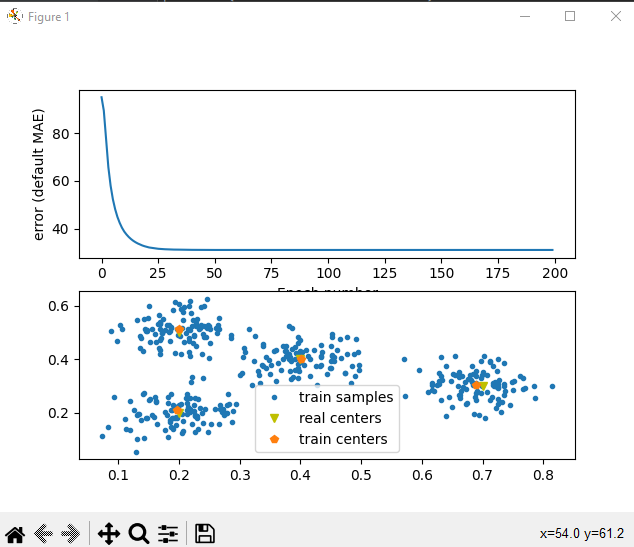 Figure 1
error (default MAE)
80
60
40
0 25 50 75 100 125 150 175 200
Epoch number
0.6
0.4
0.2
train samples
real centers
train centers
0.1 0.2 0.3 0.4 0.5 0.6 0.7 0.8
x=54.0 y=61.2